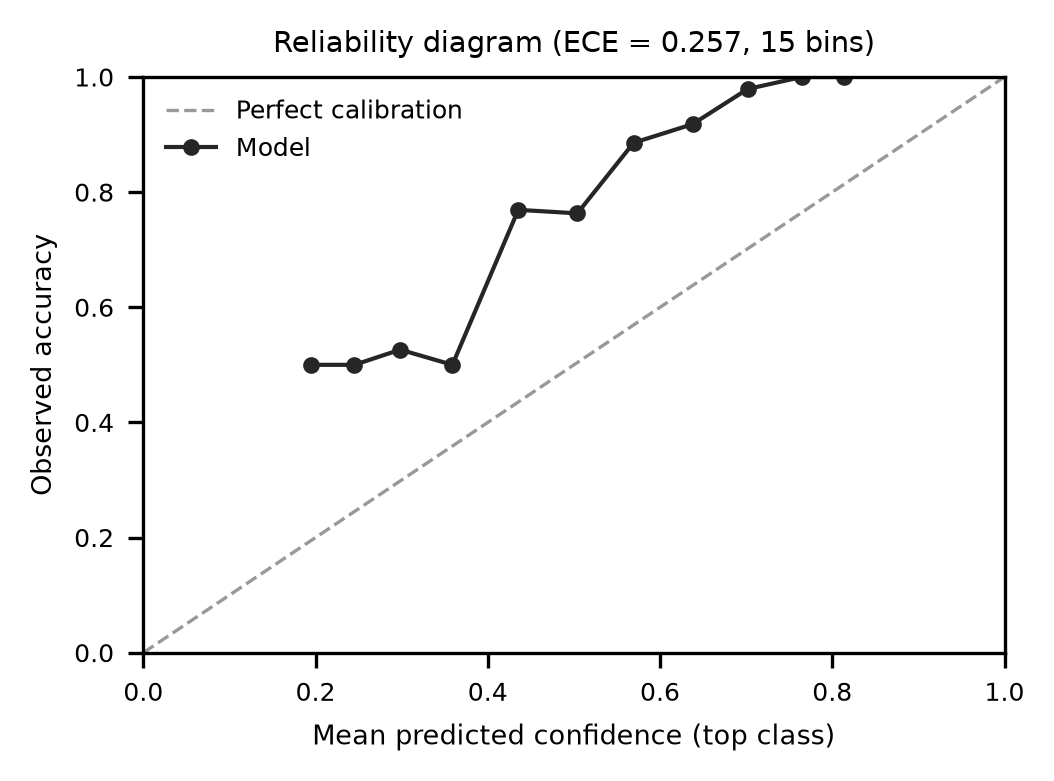 Reliability diagram (ECE = 0.257, 15 bins)
Perfect calibration
Model
Observed accuracy
1.0
0.8
0.6
0.4
0.2
0.0
0.0 0.2 0.4 0.6 0.8 1.0
Mean predicted confidence (top class)